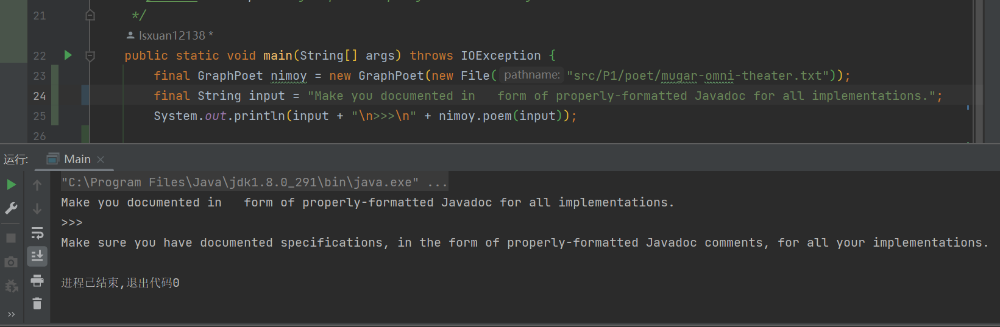 21 */
lsxuan12138 *
22 public static void main(String[] args) throws IOException {
23 final GraphPoet nimoy = new GraphPoet(new File( pathname: "src/P1/poet/mugar-omni-theater.txt"));
24 final String input = "Make you documented in   form of properly-formatted Javadoc for all implementations.";
25 System.out.println(input + "\n>>>\n" + nimoy.poem(input));
26
运行: Main
"C:\Program Files\Java\jdk1.8.0_291\bin\java.exe" ...
Make you documented in   form of properly-formatted Javadoc for all implementations.
>>>
Make sure you have documented specifications, in the form of properly-formatted Javadoc comments, for all your implementations.
进程已结束,退出代码0